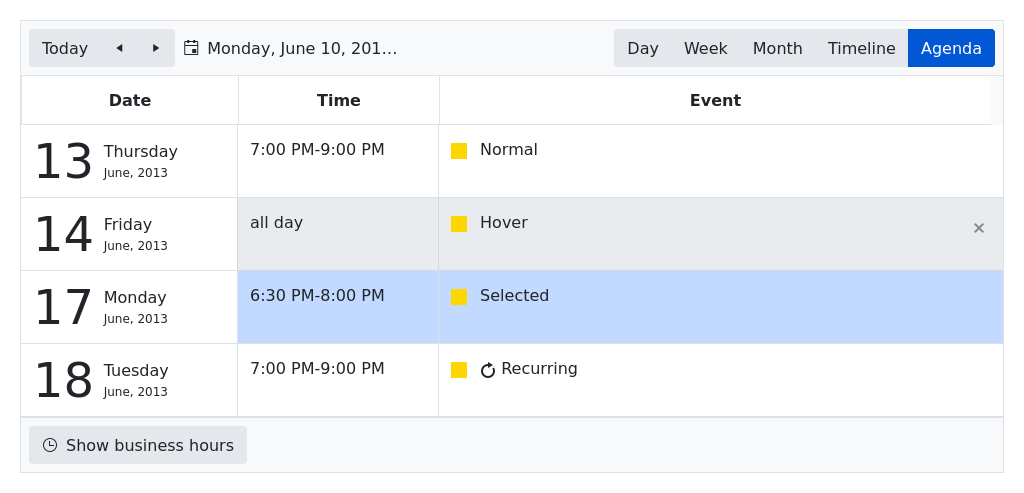 Today Monday, June 10, 201... Day Week Month Timeline Agenda
Date Time Event
13 Thursday June, 2013 7:00 PM-9:00 PM Normal
14 Friday June, 2013 all day Hover
17 Monday June, 2013 6:30 PM-8:00 PM Selected
18 Tuesday June, 2013 7:00 PM-9:00 PM Recurring
Show business hours